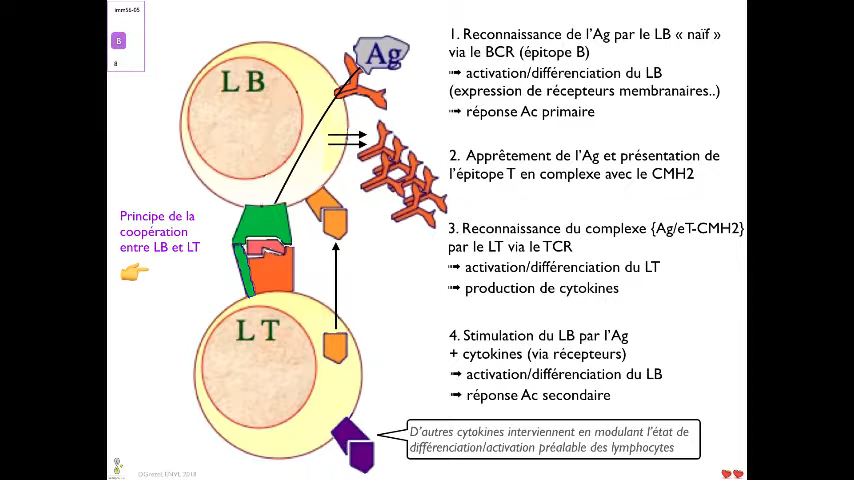 imm56-05
B
8
LB
Ag
1. Reconnaissance de l'Ag par le LB « naïf »
via le BCR (épitope B)
➟ activation/différenciation du LB
(expression de récepteurs membranaires..)
➟ réponse Ac primaire
2. Apprêtement de l'Ag et présentation de
l'épitope T en complexe avec le CMH2
Principe de la
coopération
entre LB et LT
3. Reconnaissance du complexe {Ag/eT-CMH2}
par le LT via le TCR
➟ activation/différenciation du LT
➟ production de cytokines
LT
4. Stimulation du LB par l'Ag
+ cytokines (via récepteurs)
➟ activation/différenciation du LB
➟ réponse Ac secondaire
D'autres cytokines interviennent en modulant l'état de
différenciation/activation préalable des lymphocytes